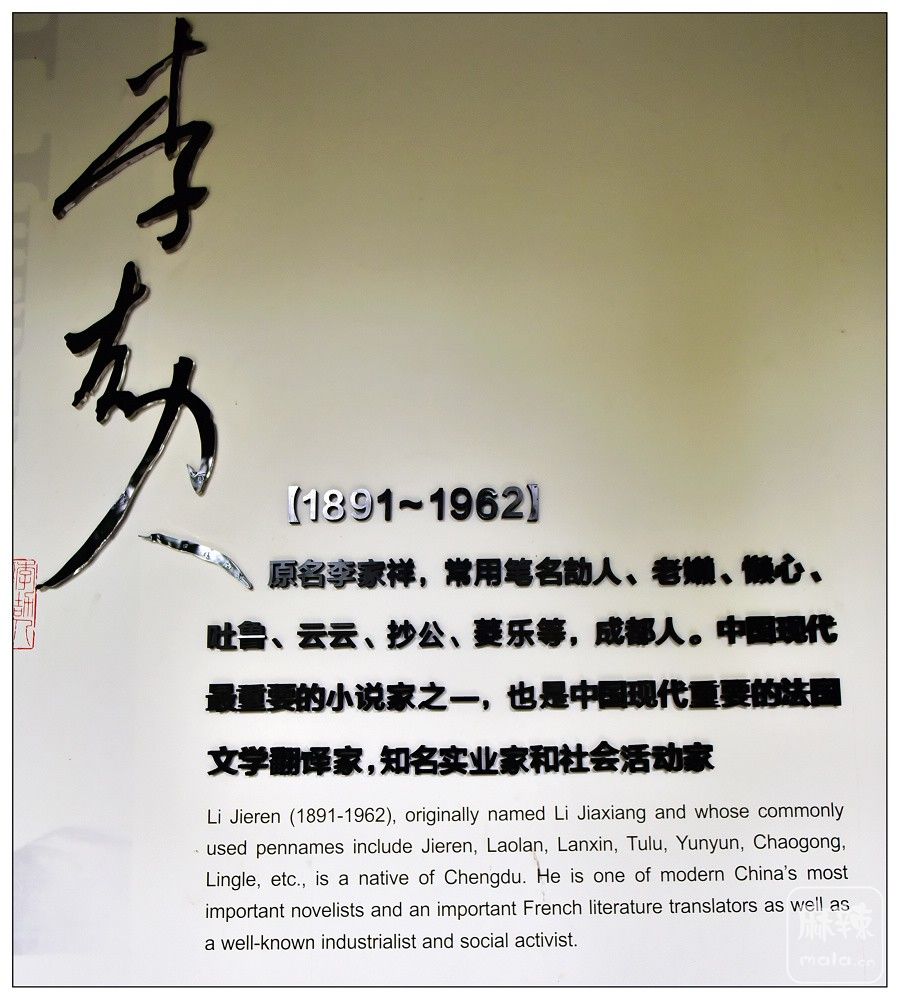 李劼人
李劼人
【1891~1962】
原名李家祥，常用笔名劼人、老嬾、懒心、
吐鲁、云云、抄公、菱乐等，成都人。中国现代
最重要的小说家之一，也是中国现代重要的法国
文学翻译家，知名实业家和社会活动家
Li Jieren (1891-1962), originally named Li Jiaxiang and whose commonly
used pennames include Jieren, Laolan, Lanxin, Tulu, Yunyun, Chaogong,
Lingle, etc., is a native of Chengdu. He is one of modern China's most
important novelists and an important French literature translators as well as
a well-known industrialist and social activist.
麻辣
mala.cn